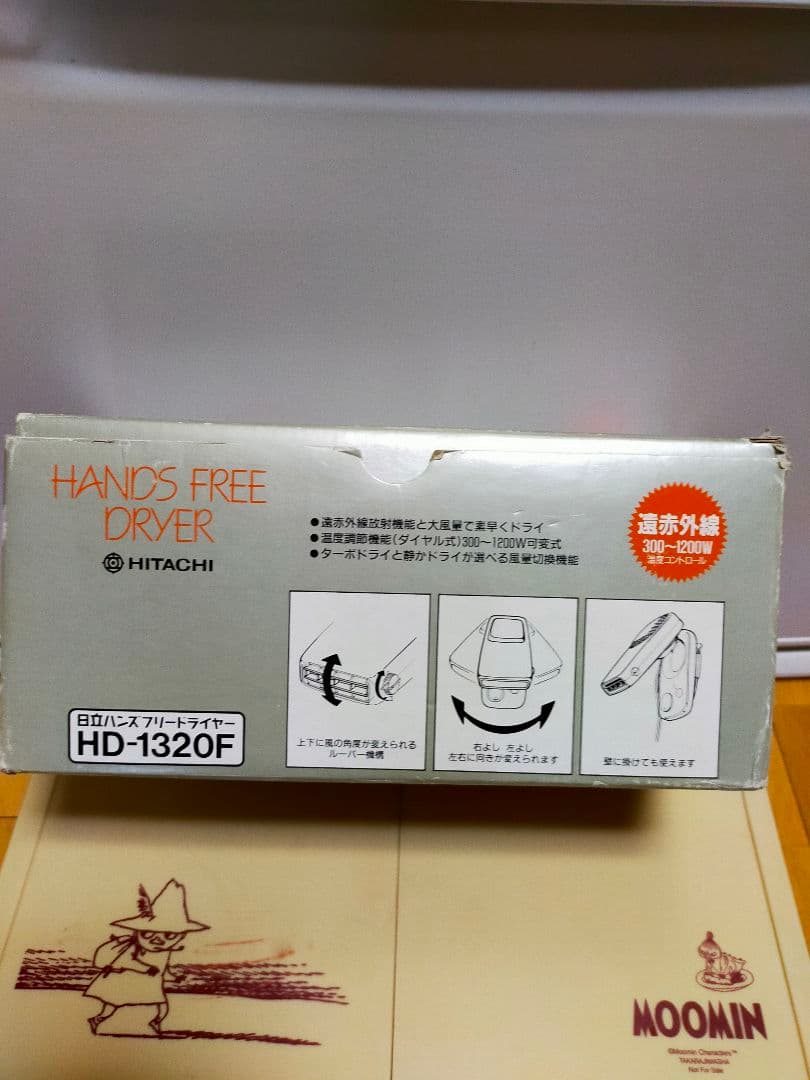 HANDS FREE
DRYER
HITACHI
●遠赤外線放射機能と大風量で素早くドライ
●温度調節機能(ダイヤル式)300〜1200W可変式
●ターボドライと静かドライが選べる風量切換機能
遠赤外線
300〜1200W
温度コントロール
日立ハンズフリードライヤー
HD-1320F
上下に風の角度が変えられる
ルーバー機構
右よし 左よし
左右に向きが変えられます
壁に掛けても使えます
MOOMIN
©Moomin Characters™
TAKARAJIMASHA
Not For Sale